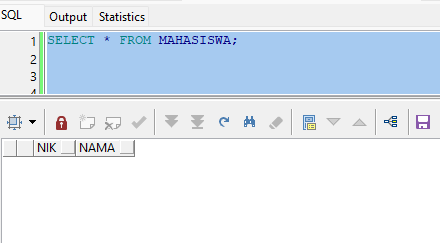 SQL Output Statistics
1 SELECT * FROM MAHASISWA;
2
3
4
NIK NAMA